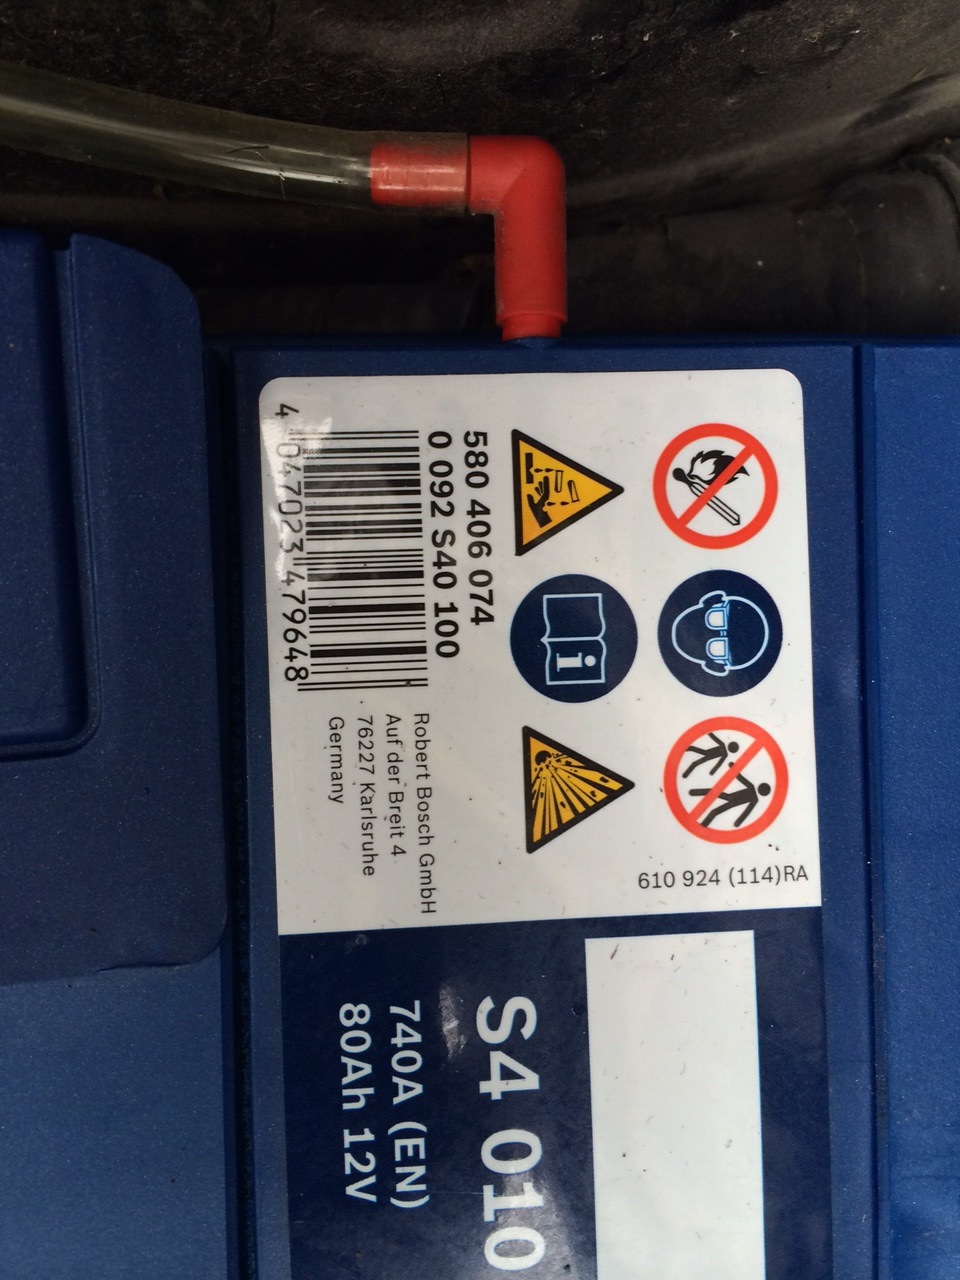 610 924 (114)RA
580 406 074
0 092 S40 100
4 047023 479648
Robert Bosch GmbH
Auf der Breit 4
76227 Karlsruhe
Germany
S4 010
740A (EN)
80Ah 12V